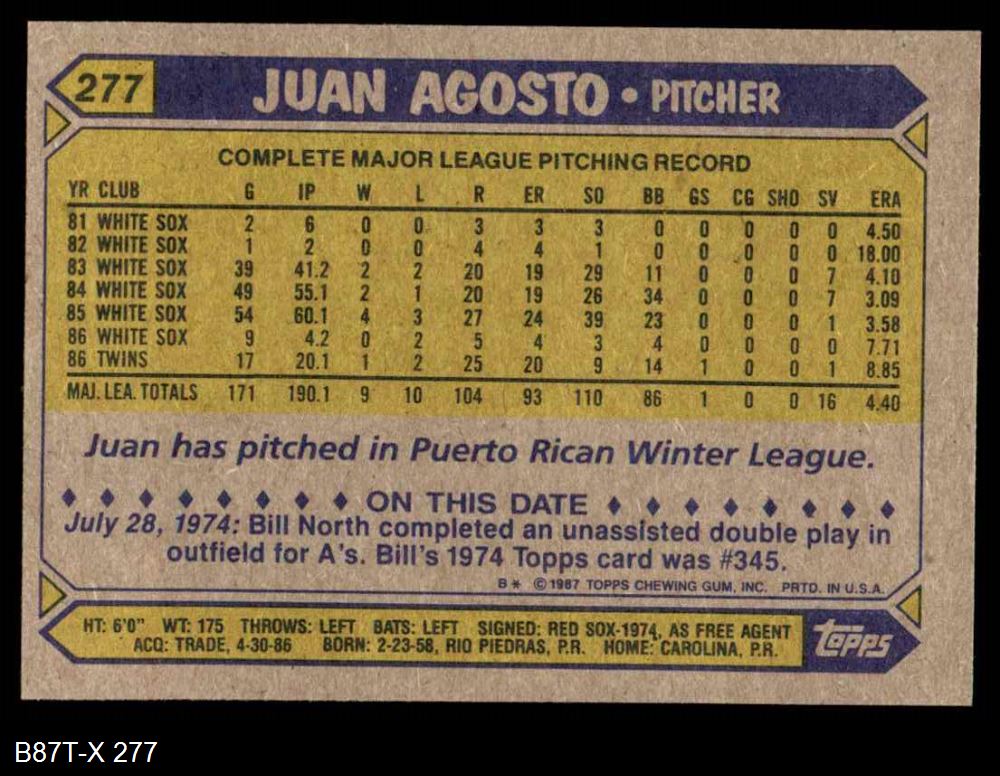 277 JUAN AGOSTO • PITCHER
COMPLETE MAJOR LEAGUE PITCHING RECORD
YR CLUB G IP W L R ER SO BB GS CG SHO SV ERA
81 WHITE SOX 2 6 0 0 3 3 3 0 0 0 0 0 4.50
82 WHITE SOX 1 2 0 0 4 4 1 0 0 0 0 0 18.00
83 WHITE SOX 39 41.2 2 2 20 19 29 11 0 0 0 7 4.10
84 WHITE SOX 49 55.1 2 1 20 19 26 34 0 0 0 7 3.09
85 WHITE SOX 54 60.1 4 3 27 24 39 23 0 0 0 1 3.58
86 WHITE SOX 9 4.2 0 2 5 4 3 4 0 0 0 0 7.71
86 TWINS 17 20.1 1 2 25 20 9 14 1 0 0 1 8.85
MAJ. LEA. TOTALS 171 190.1 9 10 104 93 110 86 1 0 0 16 4.40
Juan has pitched in Puerto Rican Winter League.
♦ ♦ ♦ ♦ ♦ ♦ ♦ ♦ ON THIS DATE ♦ ♦ ♦ ♦ ♦ ♦ ♦ ♦
July 28, 1974: Bill North completed an unassisted double play in
outfield for A's. Bill's 1974 Topps card was #345.
B* © 1987 TOPPS CHEWING GUM, INC. PRTD. IN U.S.A.
HT: 6'0" WT: 175 THROWS: LEFT BATS: LEFT SIGNED: RED SOX-1974, AS FREE AGENT
ACQ: TRADE, 4-30-86 BORN: 2-23-58, RIO PIEDRAS, P.R. HOME: CAROLINA, P.R.
topps
B87T-X 277